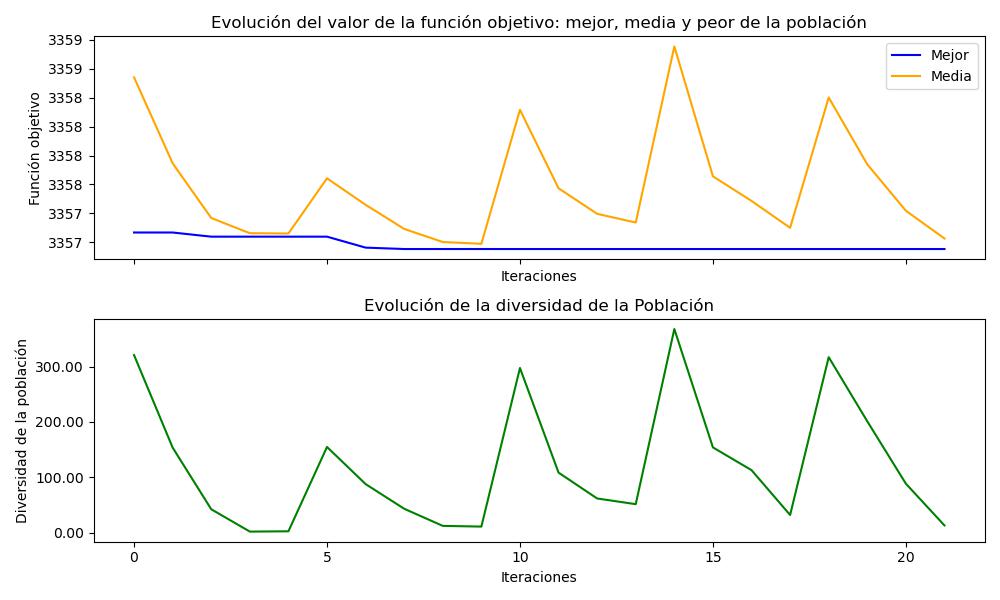 Evolución del valor de la función objetivo: mejor, media y peor de la población
3359
3359
3358
3358
3358
3358
3357
3357
Función objetivo
Mejor
Media
Iteraciones
Evolución de la diversidad de la Población
300.00
200.00
100.00
0.00
Diversidad de la población
0 5 10 15 20
Iteraciones